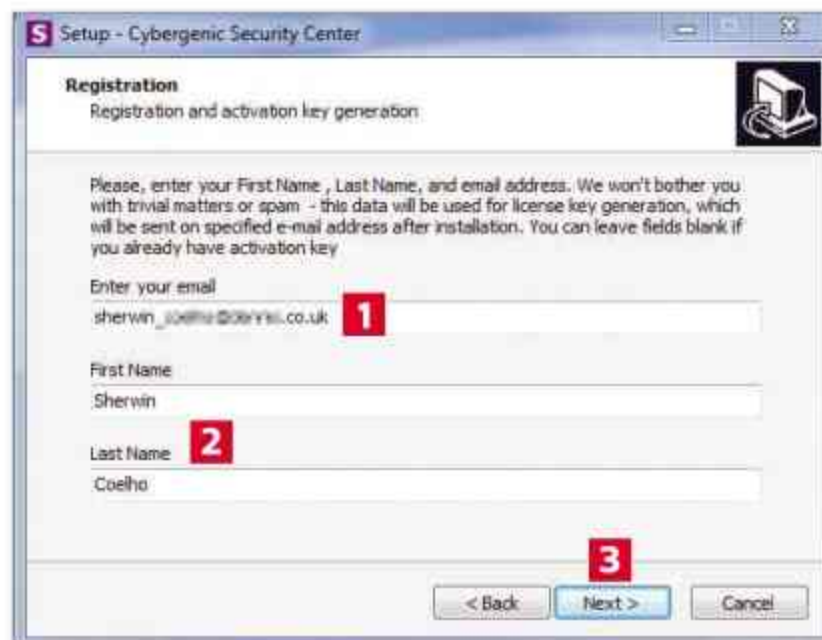 Setup - Cybergenic Security Center
Registration
Registration and activation key generation
Please, enter your First Name , Last Name, and email address. We won't bother you
with trivial matters or spam - this data will be used for license key generation, which
will be sent on specified e-mail address after installation. You can leave fields blank if
you already have activation key
Enter your email
sherwin_ .co.uk 1
First Name
Sherwin
2
Last Name
Coelho
3
< Back Next > Cancel